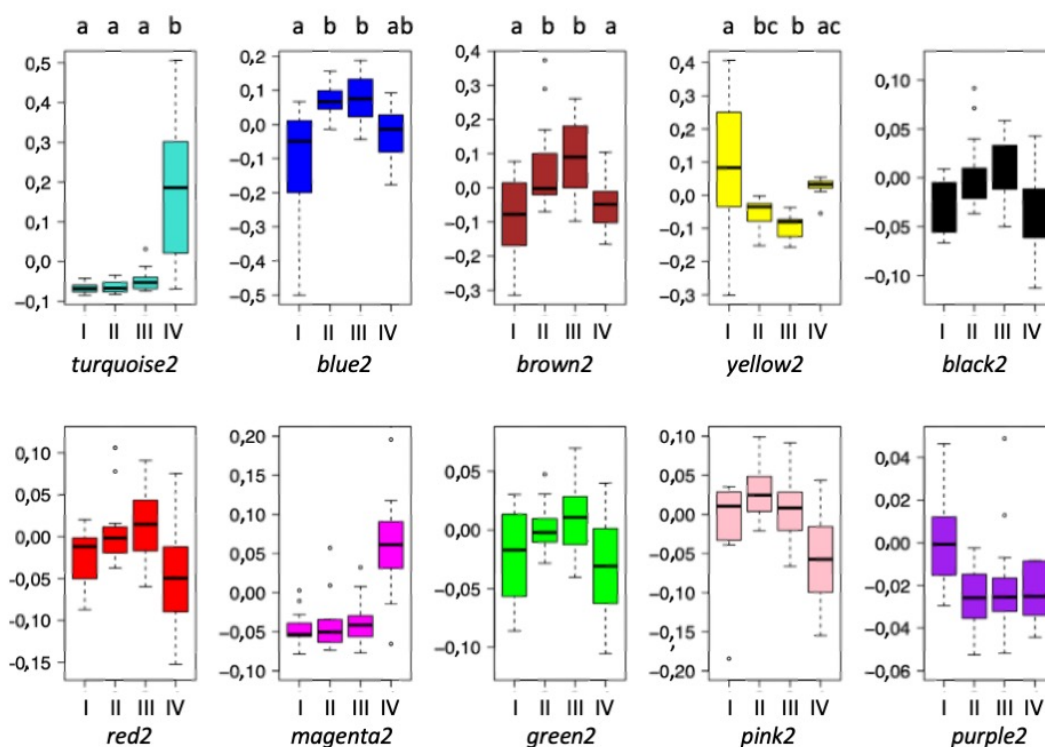 a a a b
0,5
0,4
0,3
0,2
0,1
0,0
−0,1
I II III IV
turquoise2
a b b ab
0,2
0,1
0,0
−0,1
−0,2
−0,3
−0,4
−0,5
I II III IV
blue2
a b b a
0,4
0,3
0,2
0,1
0,0
−0,1
−0,2
−0,3
I II III IV
brown2
a bc b ac
0,4
0,3
0,2
0,1
0,0
−0,1
−0,2
−0,3
I II III IV
yellow2
0,10
0,05
0,00
−0,05
−0,10
I II III IV
black2
0,10
0,05
0,00
-0,05
-0,10
-0,15
I II III IV
red2
0,20
0,15
0,10
0,05
0,00
-0,05
-0,10
I II III IV
magenta2
0,05
0,00
−0,05
−0,10
I II III IV
green2
0,10
0,05
0,00
-0,05
-0,10
-0,15
-0,20
I II III IV
pink2
0,04
0,02
0,00
-0,02
-0,04
-0,06
I II III IV
purple2